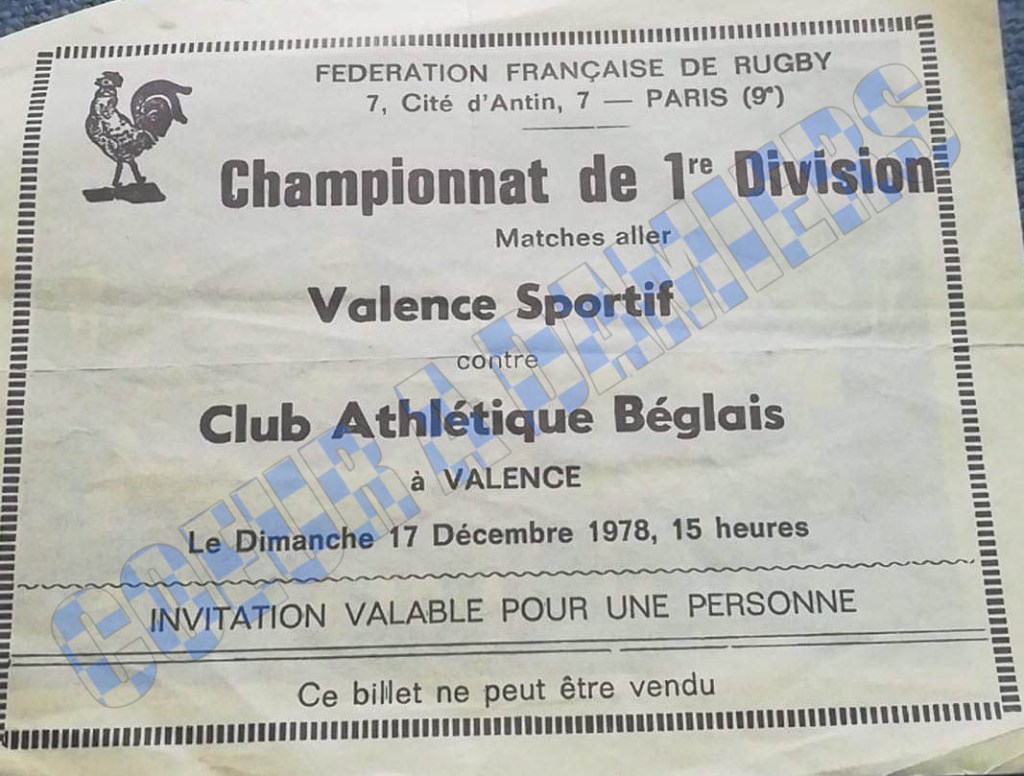 FEDERATION FRANÇAISE DE RUGBY
7, Cité d'Antin, 7 — PARIS (9e)
Championnat de 1re Division
Matches aller
Valence Sportif
contre
Club Athlétique Béglais
à VALENCE
Le Dimanche 17 Décembre 1978, 15 heures
INVITATION VALABLE POUR UNE PERSONNE
Ce billet ne peut être vendu
COEUR A DAMIERS